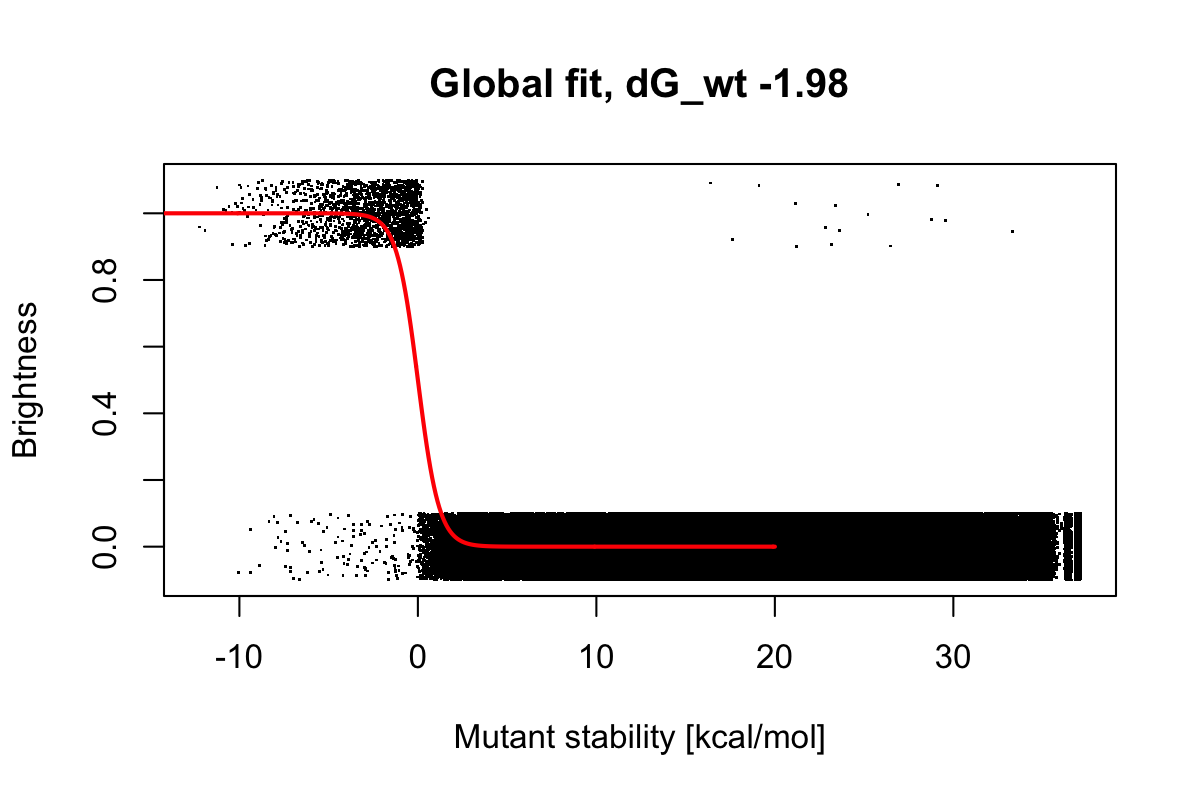 Global fit, dG_wt -1.98
Brightness
0.8
0.4
0.0
-10 0 10 20 30
Mutant stability [kcal/mol]